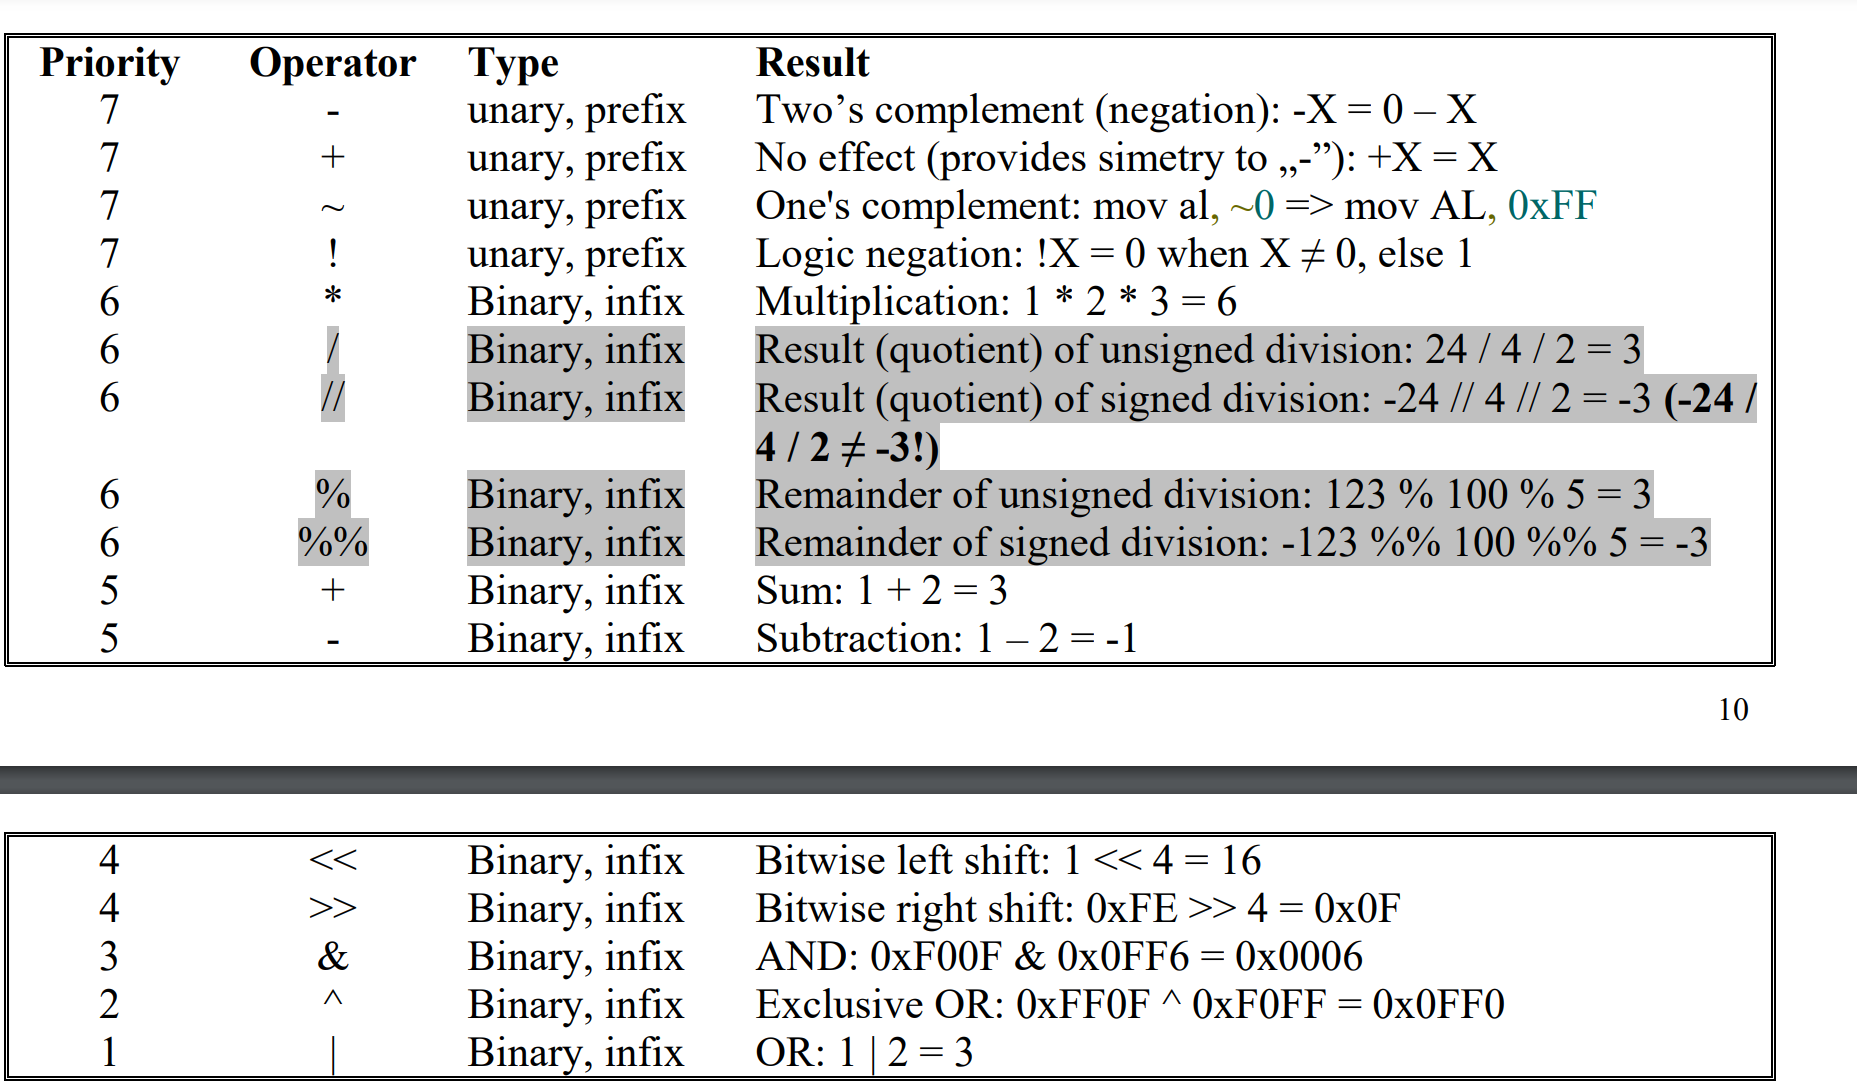 Priority Operator Type Result
7 - unary, prefix Two’s complement (negation): -X = 0 – X
7 + unary, prefix No effect (provides simetry to „-”): +X = X
7 ~ unary, prefix One's complement: mov al, ~0 => mov AL, 0xFF
7 ! unary, prefix Logic negation: !X = 0 when X ≠ 0, else 1
6 * Binary, infix Multiplication: 1 * 2 * 3 = 6
6 / Binary, infix Result (quotient) of unsigned division: 24 / 4 / 2 = 3
6 // Binary, infix Result (quotient) of signed division: -24 // 4 // 2 = -3 (-24 /
4 / 2 ≠ -3!)
6 % Binary, infix Remainder of unsigned division: 123 % 100 % 5 = 3
6 %% Binary, infix Remainder of signed division: -123 %% 100 %% 5 = -3
5 + Binary, infix Sum: 1 + 2 = 3
5 - Binary, infix Subtraction: 1 – 2 = -1
10
4 << Binary, infix Bitwise left shift: 1 << 4 = 16
4 >> Binary, infix Bitwise right shift: 0xFE >> 4 = 0x0F
3 & Binary, infix AND: 0xF00F & 0x0FF6 = 0x0006
2 ^ Binary, infix Exclusive OR: 0xFF0F ^ 0xF0FF = 0x0FF0
1 | Binary, infix OR: 1 | 2 = 3